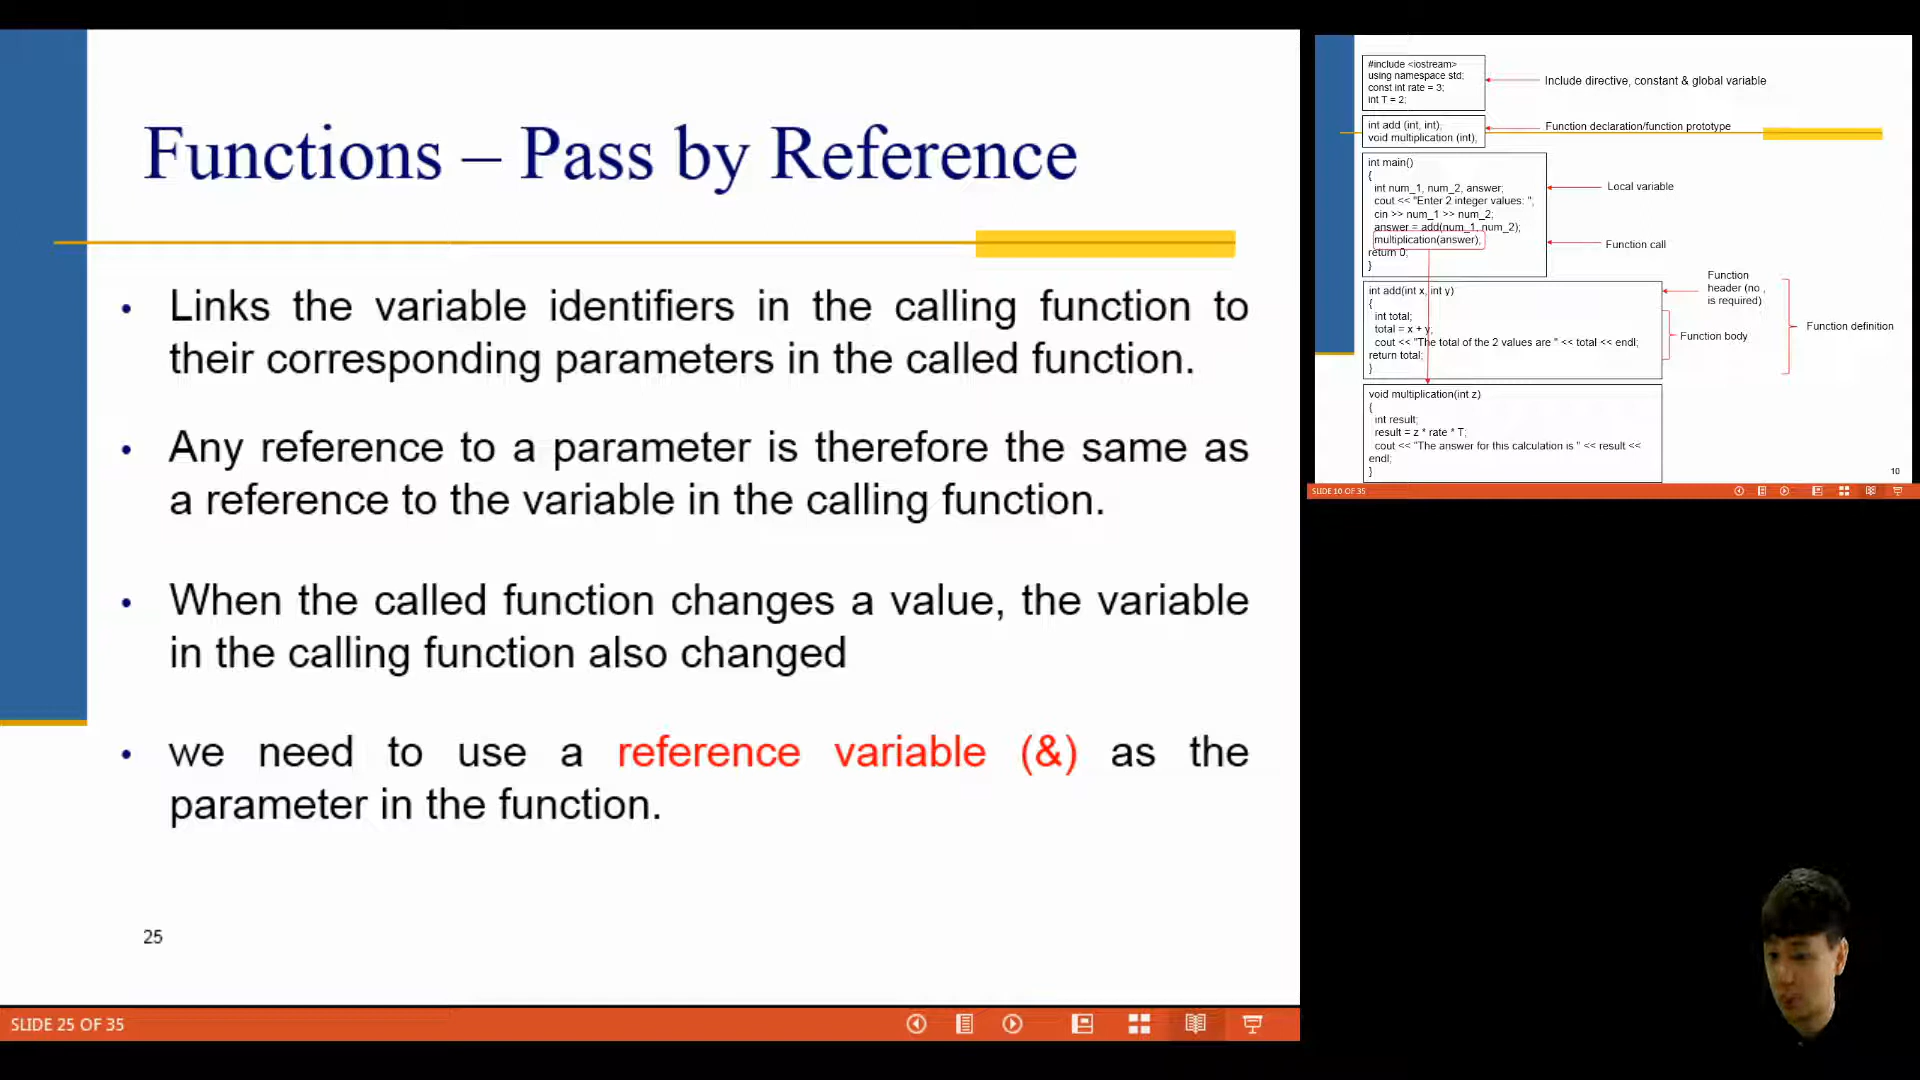 Functions – Pass by Reference
• Links the variable identifiers in the calling function to
their corresponding parameters in the called function.
• Any reference to a parameter is therefore the same as
a reference to the variable in the calling function.
• When the called function changes a value, the variable
in the calling function also changed
• we need to use a reference variable (&) as the
parameter in the function.
25
SLIDE 25 OF 35
#include <iostream>
using namespace std;
const int rate = 3;
int T = 2;
Include directive, constant & global variable
int add (int, int);
void multiplication (int);
Function declaration/function prototype
int main()
{
int num_1, num_2, answer;
cout << "Enter 2 integer values: ";
cin >> num_1 >> num_2;
answer = add(num_1, num_2);
multiplication(answer);
return 0;
}
Local variable
Function call
int add(int x, int y)
{
int total;
total = x + y;
cout << "The total of the 2 values are " << total << endl;
return total;
}
Function
header (no ;
is required)
Function body
Function definition
void multiplication(int z)
{
int result;
result = z * rate * T;
cout << "The answer for this calculation is " << result <<
endl;
}
10
SLIDE 10 OF 35